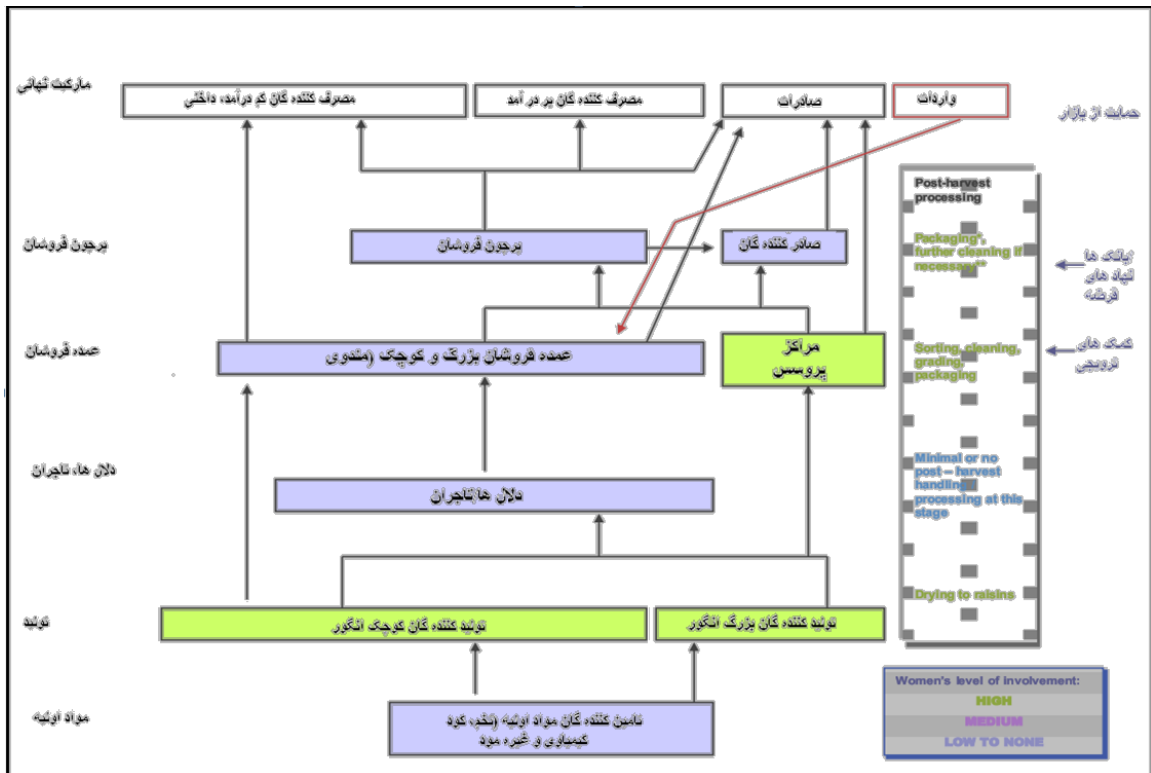 مارکیت نهائی
مصرف کننده گان کم درآمد، داخلی
مصرف کننده گان پر در آمد
صادرات
واردات
حمایت از بازار
Post-harvest
processing
پرچون فروشان
پرچون فروشان
صادر کننده گان
Packaging*,
further cleaning if
necessary**
بانک ها
نهاد های
قرضه
عمده فروشان
عمده فروشان بزرگ و کوچک (مندوی
مراکز
پروسس
Sorting, cleaning,
grading,
packaging
کمک های
ترویجی
دلال ها، تاجران
دلال ها/تاجران
Minimal or no
post – harvest
handling /
processing at this
stage
Drying to raisins
تولید
تولید کننده گان کوچک انگور
تولید کننده گان بزرگ انگور
مواد اولیه
تامین کننده گان مواد اولیه (تخم، کود
کیمیاوی و غیره مود
Women's level of involvement:
HIGH
MEDIUM
LOW TO NONE